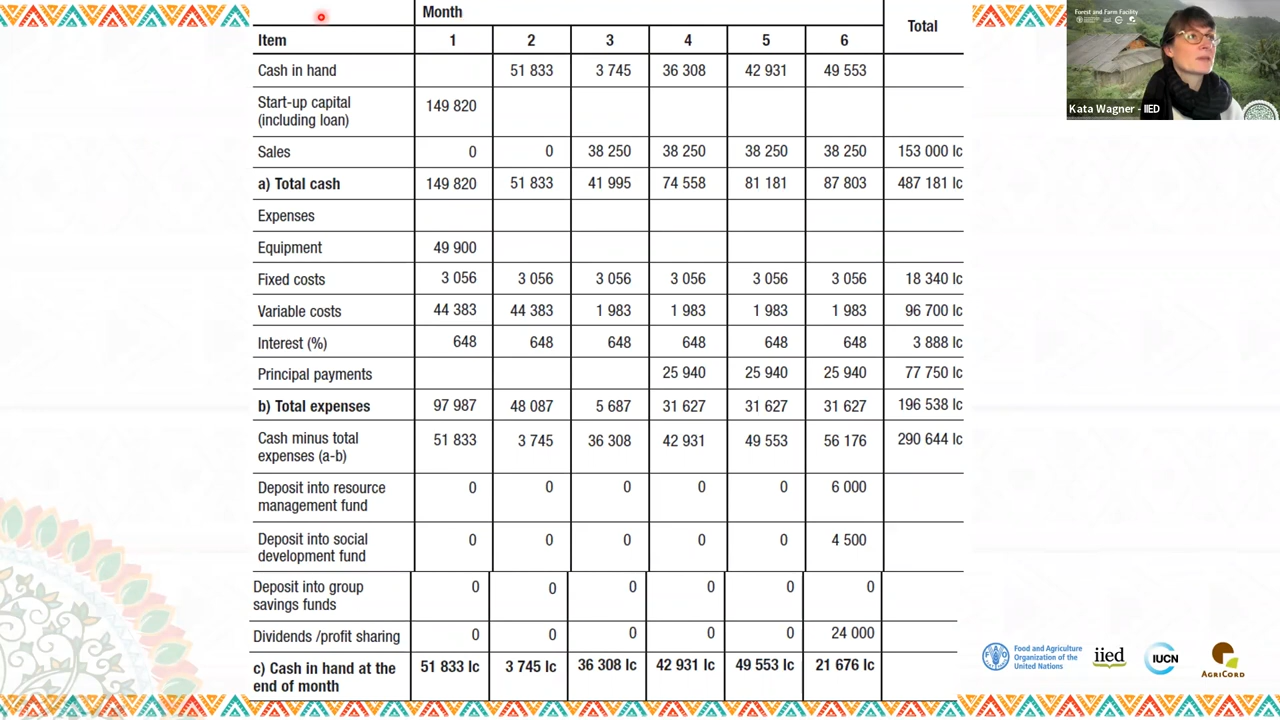 Month
Total
Item 1 2 3 4 5 6
Cash in hand 51 833 3 745 36 308 42 931 49 553
Start-up capital
(including loan) 149 820
Sales 0 0 38 250 38 250 38 250 38 250 153 000 lc
a) Total cash 149 820 51 833 41 995 74 558 81 181 87 803 487 181 lc
Expenses
Equipment 49 900
Fixed costs 3 056 3 056 3 056 3 056 3 056 3 056 18 340 lc
Variable costs 44 383 44 383 1 983 1 983 1 983 1 983 96 700 lc
Interest (%) 648 648 648 648 648 648 3 888 lc
Principal payments 25 940 25 940 25 940 77 750 lc
b) Total expenses 97 987 48 087 5 687 31 627 31 627 31 627 196 538 lc
Cash minus total
expenses (a-b) 51 833 3 745 36 308 42 931 49 553 56 176 290 644 lc
Deposit into resource
management fund 0 0 0 0 0 6 000
Deposit into social
development fund 0 0 0 0 0 4 500
Deposit into group
savings funds 0 0 0 0 0 0
Dividends /profit sharing 0 0 0 0 0 24 000
c) Cash in hand at the
end of month 51 833 lc 3 745 lc 36 308 lc 42 931 lc 49 553 lc 21 676 lc
Forest and Farm Facility
Kata Wagner - IIED
Food and Agriculture
Organization of the
United Nations
iied
IUCN
AGRICORD